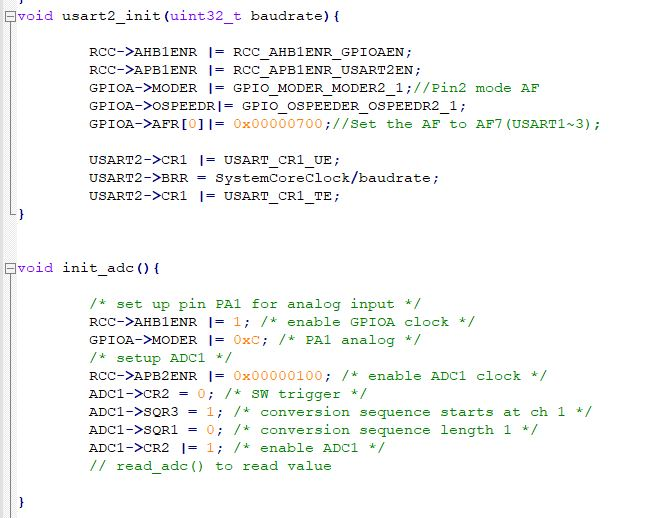 void usart2_init(uint32_t baudrate){
RCC->AHB1ENR |= RCC_AHB1ENR_GPIOAEN;
RCC->APB1ENR |= RCC_APB1ENR_USART2EN;
GPIOA->MODER |= GPIO_MODER_MODER2_1;//Pin2 mode AF
GPIOA->OSPEEDR|= GPIO_OSPEEDER_OSPEEDR2_1;
GPIOA->AFR[0]|= 0x00000700;//Set the AF to AF7(USART1~3);
USART2->CR1 |= USART_CR1_UE;
USART2->BRR = SystemCoreClock/baudrate;
USART2->CR1 |= USART_CR1_TE;
}
void init_adc(){
/* set up pin PA1 for analog input */
RCC->AHB1ENR |= 1; /* enable GPIOA clock */
GPIOA->MODER |= 0xC; /* PA1 analog */
/* setup ADC1 */
RCC->APB2ENR |= 0x00000100; /* enable ADC1 clock */
ADC1->CR2 = 0; /* SW trigger */
ADC1->SQR3 = 1; /* conversion sequence starts at ch 1 */
ADC1->SQR1 = 0; /* conversion sequence length 1 */
ADC1->CR2 |= 1; /* enable ADC1 */
// read_adc() to read value
}